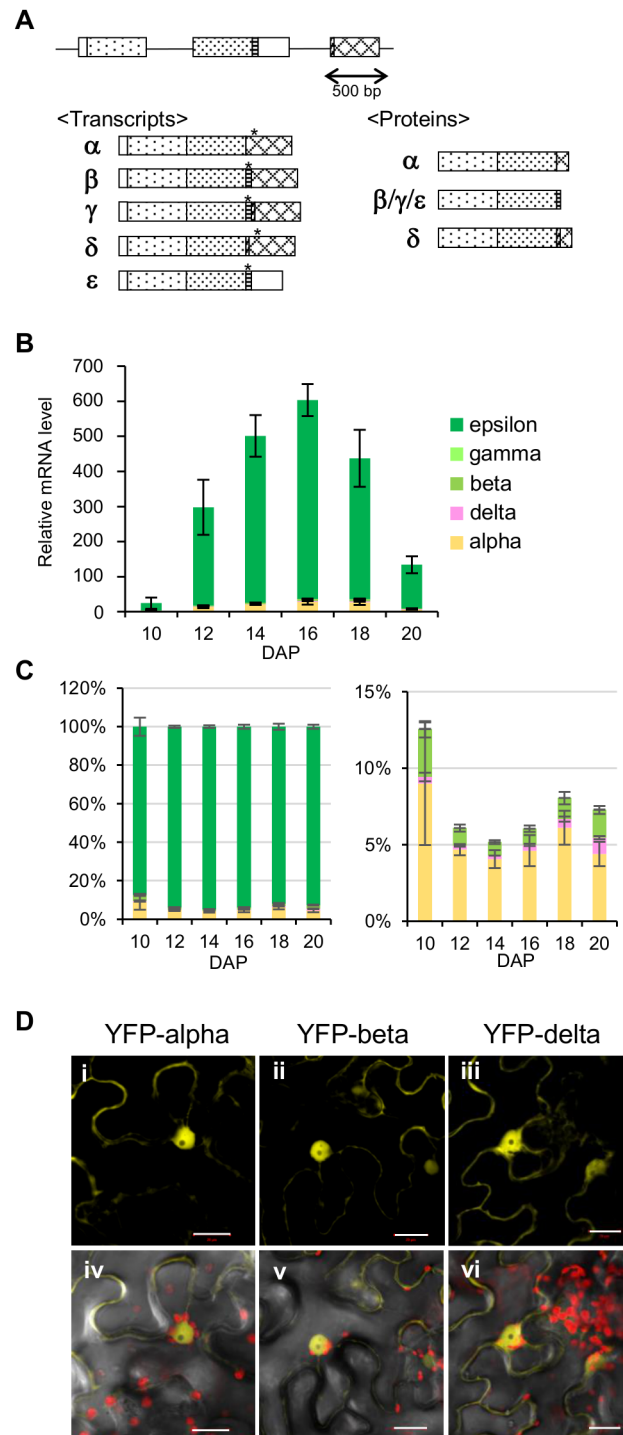 A
500 bp
<Transcripts>
<Proteins>
*
α
*
β
*
γ
*
δ
*
ε
α
β/γ/ε
δ
B
Relative mRNA level
700
600
500
400
300
200
100
0
10 12 14 16 18 20
DAP
epsilon
gamma
beta
delta
alpha
C
120%
100%
80%
60%
40%
20%
0%
10 12 14 16 18 20
DAP
15%
10%
5%
0%
10 12 14 16 18 20
DAP
D
YFP-alpha YFP-beta YFP-delta
i ii iii
iv v vi